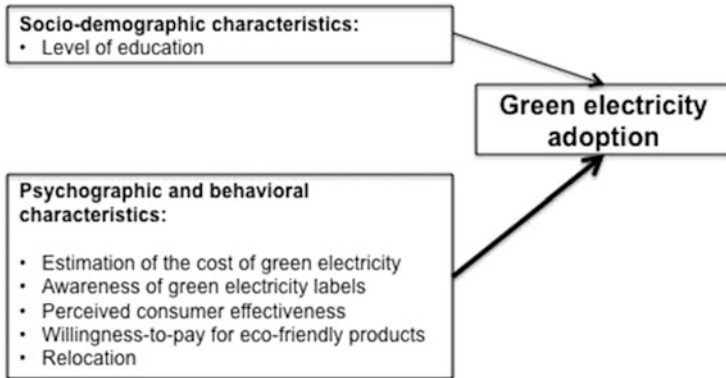 Socio-demographic characteristics:
• Level of education
Green electricity
adoption
Psychographic and behavioral
characteristics:
• Estimation of the cost of green electricity
• Awareness of green electricity labels
• Perceived consumer effectiveness
• Willingness-to-pay for eco-friendly products
• Relocation